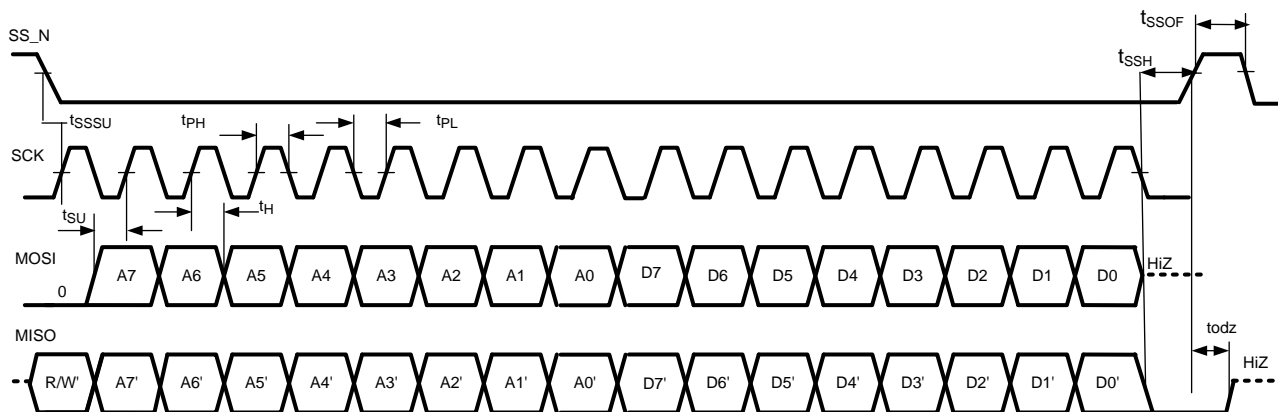 tSSOF
SS_N
tSSH
tSSSU tPH tPL
SCK
tSU tH
MOSI
0 A7 A6 A5 A4 A3 A2 A1 A0 D7 D6 D5 D4 D3 D2 D1 D0 HiZ
MISO
todz
HiZ
R/W' A7' A6' A5' A4' A3' A2' A1' A0' D7' D6' D5' D4' D3' D2' D1' D0'